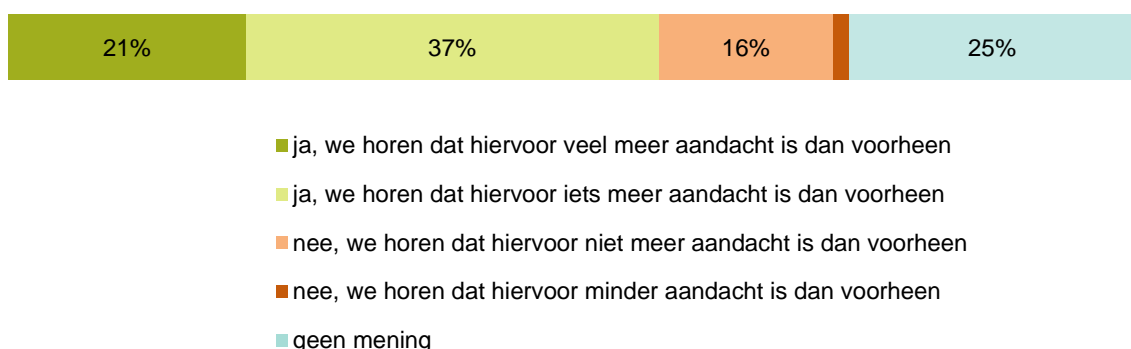 21% 37% 16% 25%
ja, we horen dat hiervoor veel meer aandacht is dan voorheen
ja, we horen dat hiervoor iets meer aandacht is dan voorheen
nee, we horen dat hiervoor niet meer aandacht is dan voorheen
nee, we horen dat hiervoor minder aandacht is dan voorheen
geen mening